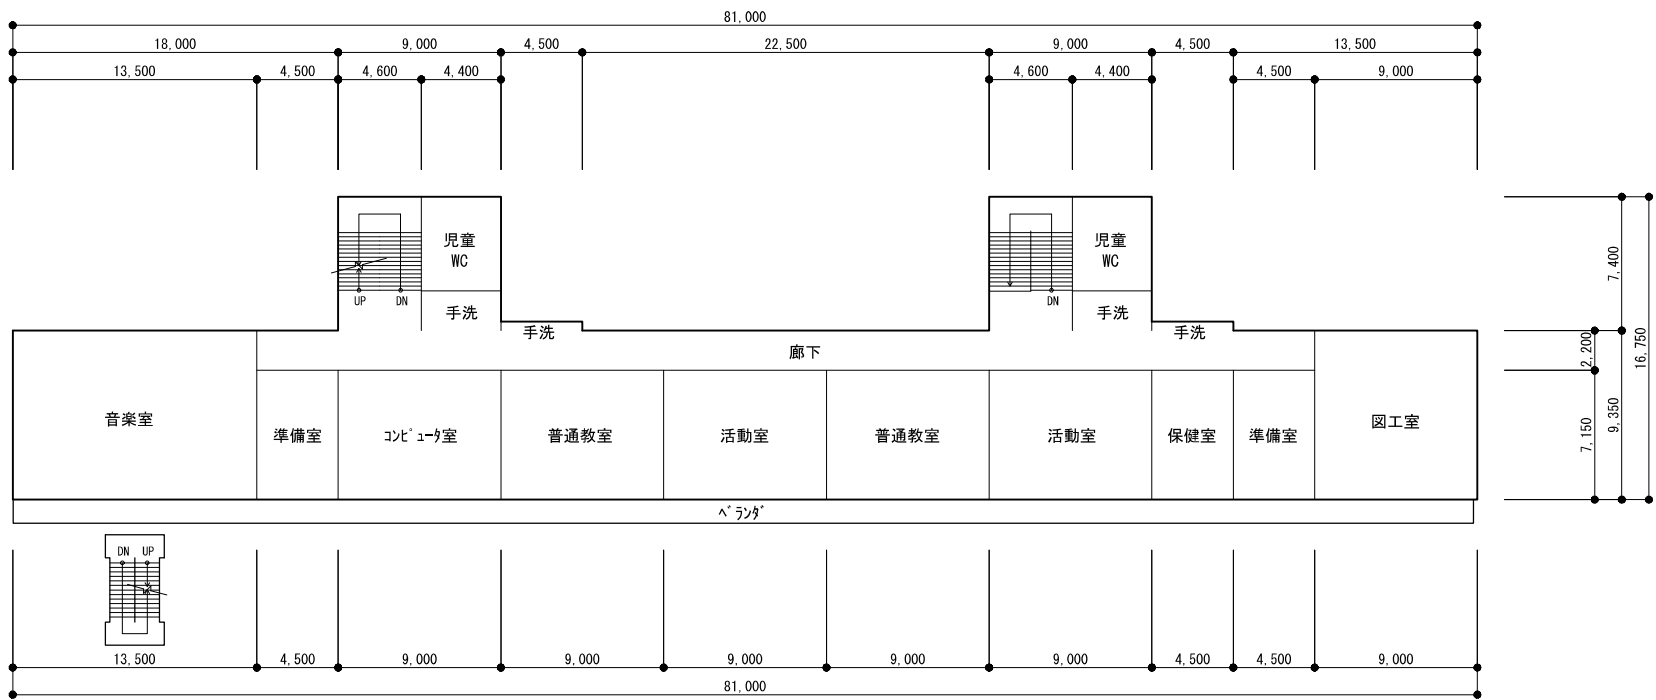 81,000
18,000 9,000 4,500 22,500 9,000 4,500 13,500
13,500 4,500 4,600 4,400 4,600 4,400 4,500 9,000
児童 児童
WC WC
UP DN DN
手洗 手洗
手洗 手洗
廊下
音楽室 準備室 ｺﾝﾋﾟｭｰﾀ室 普通教室 活動室 普通教室 活動室 保健室 準備室 図工室
ﾍﾞﾗﾝﾀﾞ
7,400
2,200
16,750
9,350
7,150
DN UP
13,500 4,500 9,000 9,000 9,000 9,000 9,000 4,500 4,500 9,000
81,000